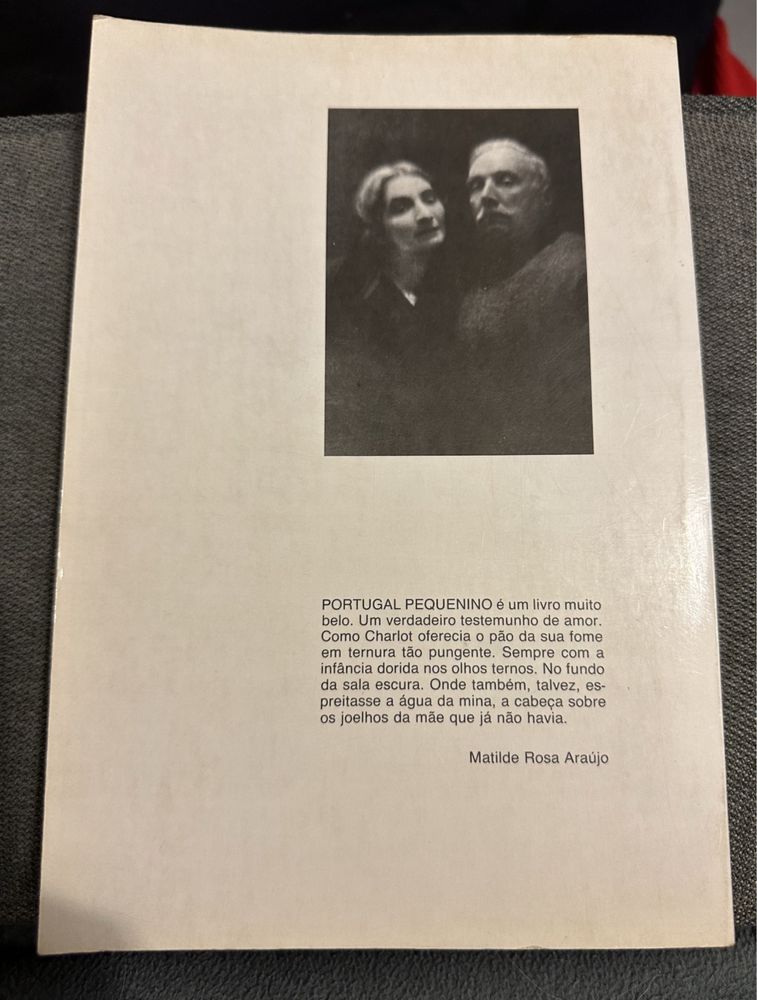 PORTUGAL PEQUENINO é um livro muito
belo. Um verdadeiro testemunho de amor.
Como Charlot oferecia o pão da sua fome
em ternura tão pungente. Sempre com a
infância dorida nos olhos ternos. No fundo
da sala escura. Onde também, talvez, es-
preitasse a água da mina, a cabeça sobre
os joelhos da mãe que já não havia.
Matilde Rosa Araújo